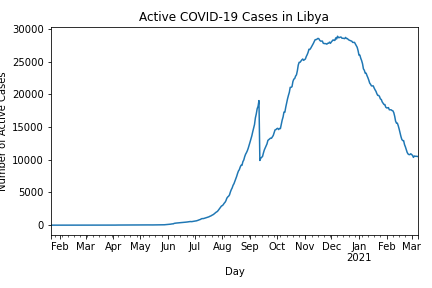 Active COVID-19 Cases in Libya
Number of Active Cases
30000
25000
20000
15000
10000
5000
0
Feb Mar Apr May Jun Jul Aug Sep Oct Nov Dec Jan Feb Mar
2021
Day